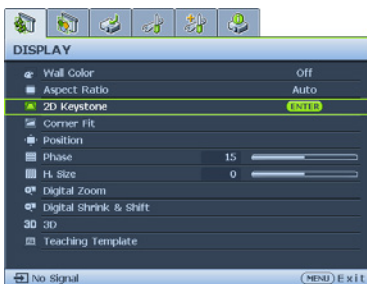 DISPLAY
Wall Color Off
Aspect Ratio Auto
2D Keystone ENTER
Corner Fit
Position
Phase 15
H. Size 0
Digital Zoom
Digital Shrink & Shift
3D 3D
Teaching Template
No Signal MENU Exit